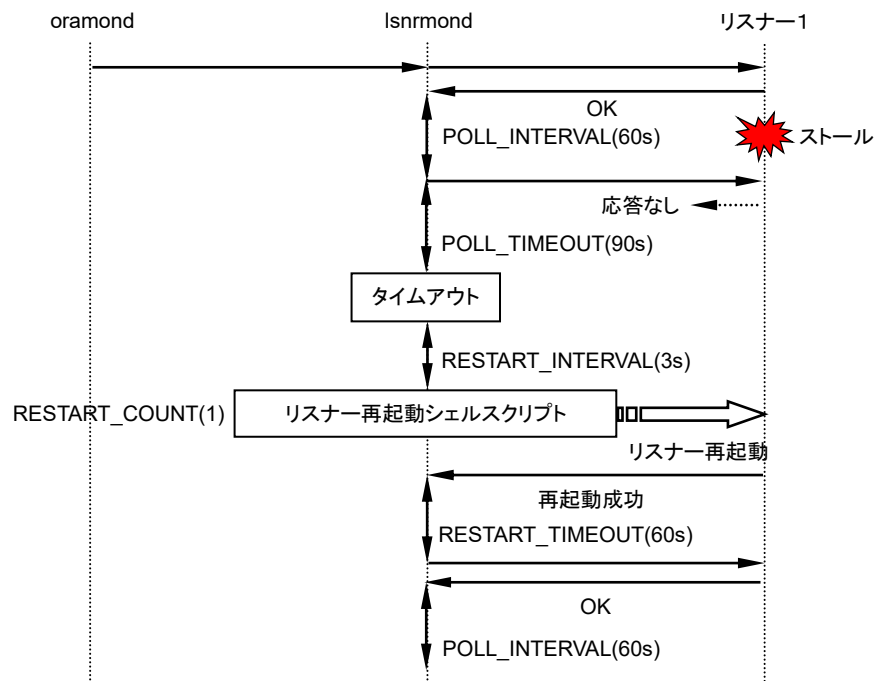 oramond
lsnrmond
リスナー1
OK
POLL_INTERVAL(60s)
ストール
応答なし
POLL_TIMEOUT(90s)
タイムアウト
RESTART_INTERVAL(3s)
RESTART_COUNT(1)
リスナー再起動シェルスクリプト
リスナー再起動
再起動成功
RESTART_TIMEOUT(60s)
OK
POLL_INTERVAL(60s)